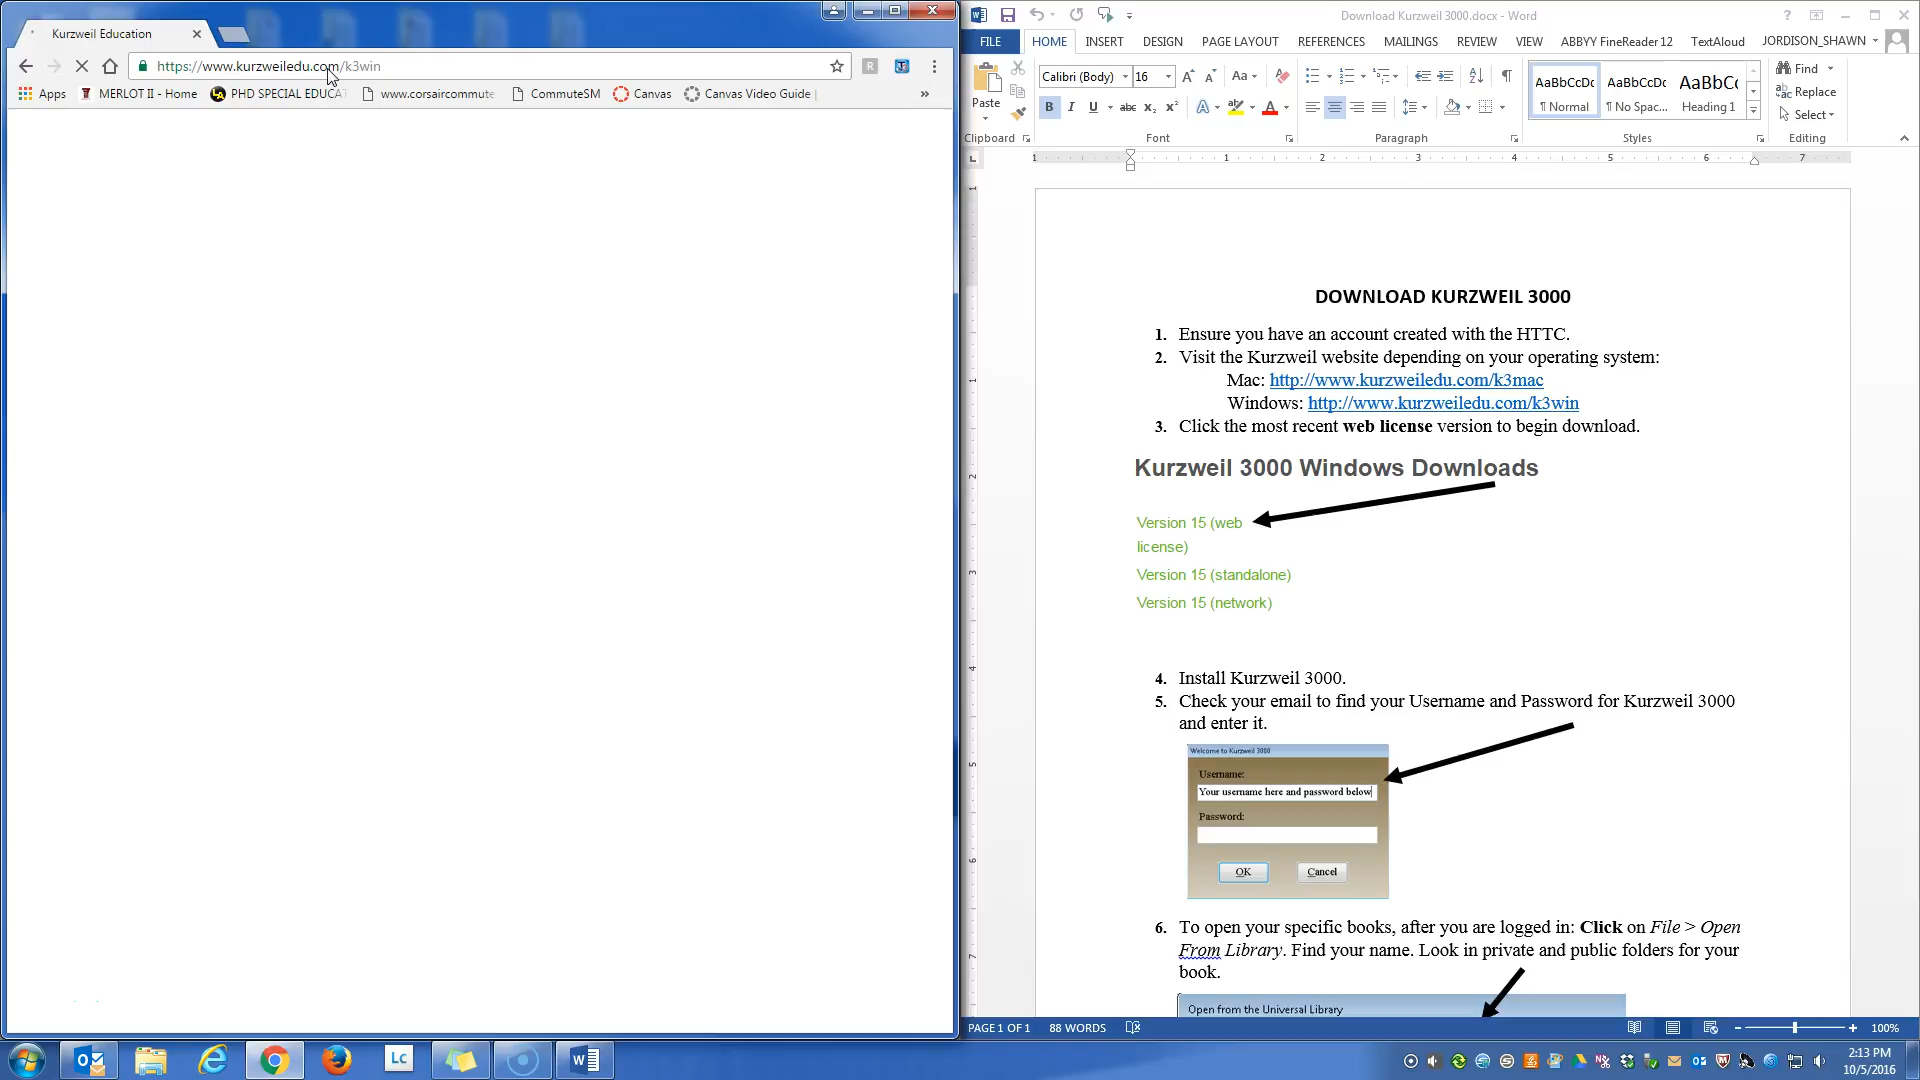 Kurzweil Education
https://www.kurzweiledu.com/k3win
Apps
MERLOT II - Home
PHD SPECIAL EDUCA
www.corsaircommute
CommuteSM
Canvas
Canvas Video Guide
Download Kurzweil 3000.docx - Word
FILE
HOME
INSERT
DESIGN
PAGE LAYOUT
REFERENCES
MAILINGS
REVIEW
VIEW
ABBYY FineReader 12
TextAloud
JORDISON_SHAWN
Paste
Calibri (Body)
16
AaBbCcDc
¶ Normal
AaBbCcDc
¶ No Spac...
AaBbC
Heading 1
Find
Replace
Select
Clipboard
Font
Paragraph
Styles
Editing
DOWNLOAD KURZWEIL 3000
1. Ensure you have an account created with the HTTC.
2. Visit the Kurzweil website depending on your operating system:
Mac: http://www.kurzweiledu.com/k3mac
Windows: http://www.kurzweiledu.com/k3win
3. Click the most recent web license version to begin download.
Kurzweil 3000 Windows Downloads
Version 15 (web
license)
Version 15 (standalone)
Version 15 (network)
4. Install Kurzweil 3000.
5. Check your email to find your Username and Password for Kurzweil 3000
and enter it.
Welcome to Kurzweil 3000
Username:
Your username here and password below
Password:
OK
Cancel
6. To open your specific books, after you are logged in: Click on File > Open
From Library. Find your name. Look in private and public folders for your
book.
Open from the Universal Library
PAGE 1 OF 1
88 WORDS
100%
Lc
2:13 PM
10/5/2016